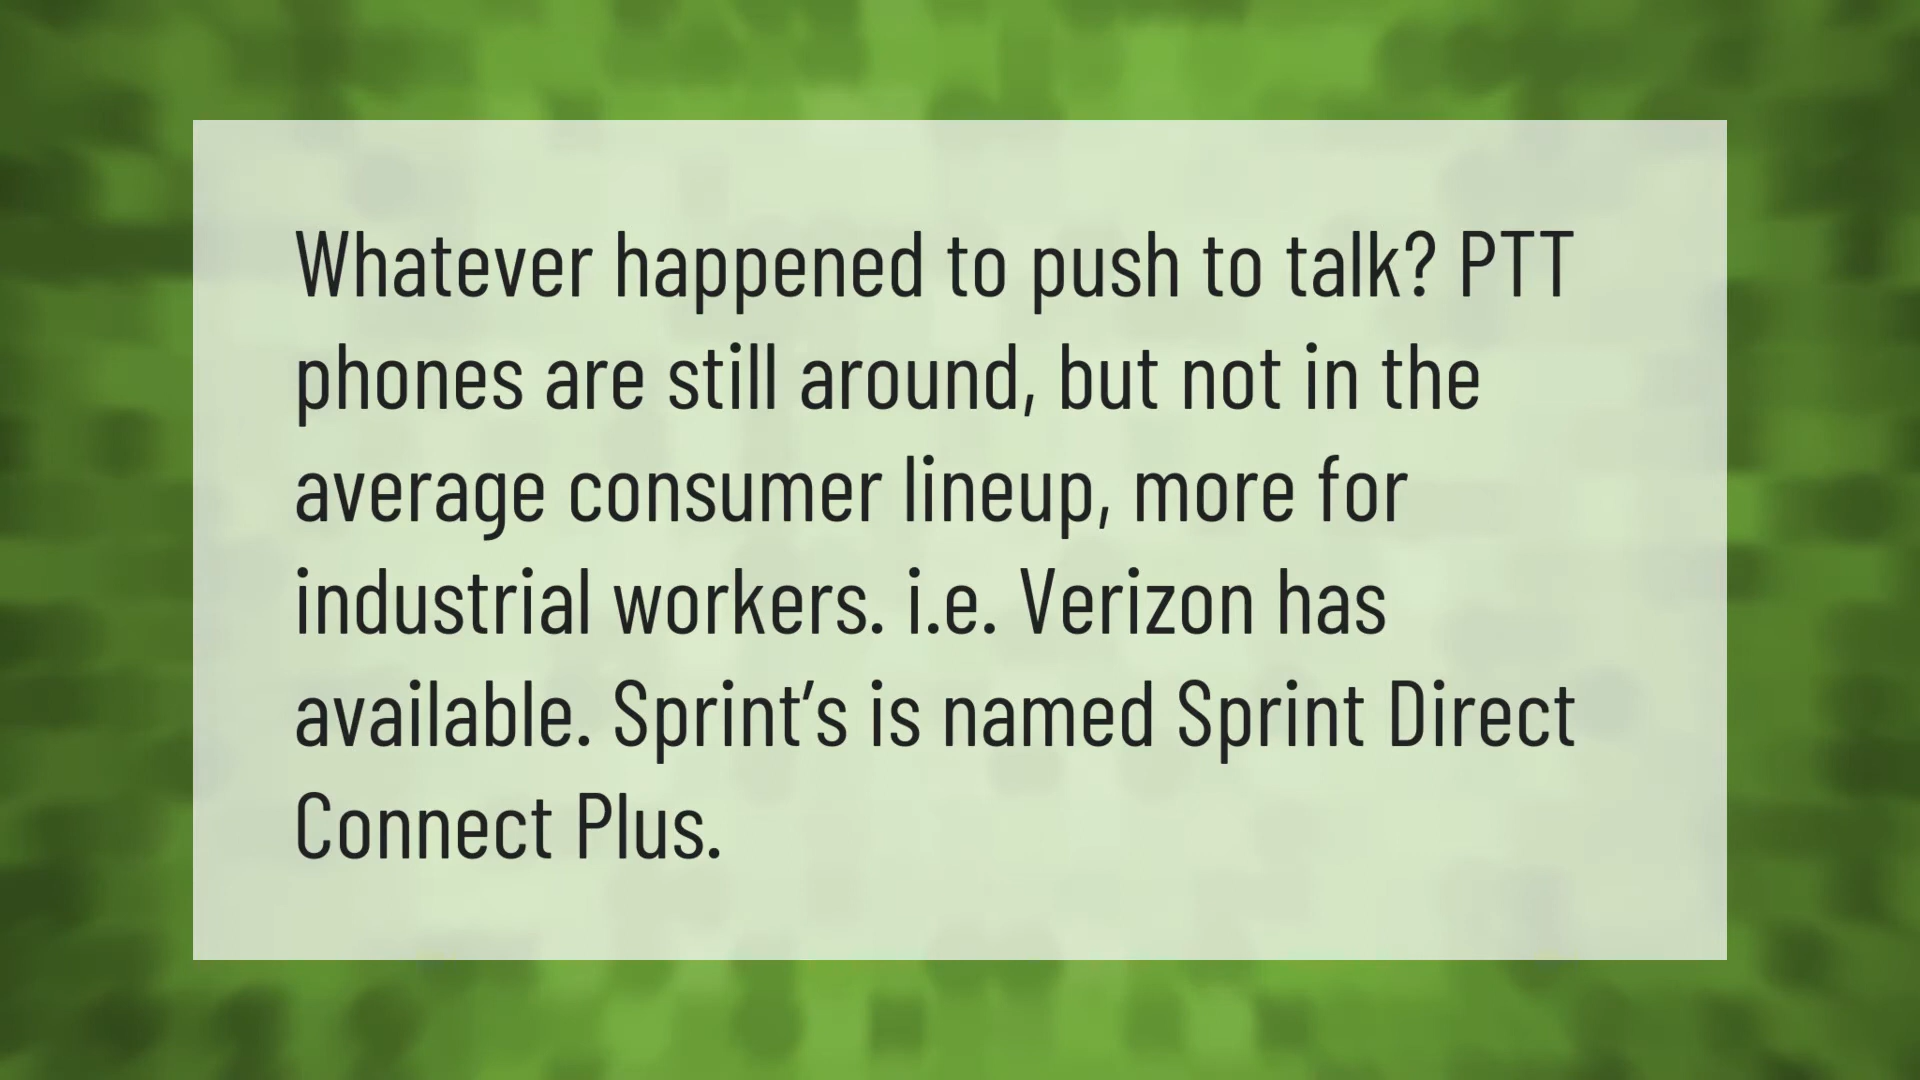 Whatever happened to push to talk? PTT
phones are still around, but not in the
average consumer lineup, more for
industrial workers. i.e. Verizon has
available. Sprint’s is named Sprint Direct
Connect Plus.